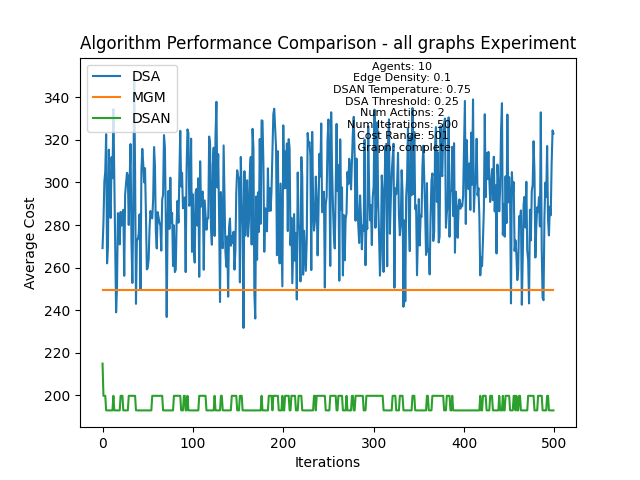 Algorithm Performance Comparison - all graphs Experiment
DSA
MGM
DSAN
Agents: 10
Edge Density: 0.1
DSAN Temperature: 0.75
DSA Threshold: 0.25
Num Actions: 2
Num Iterations: 500
Cost Range: 501
Graph: complete
Average Cost
340
320
300
280
260
240
220
200
0
100
200
300
400
500
Iterations